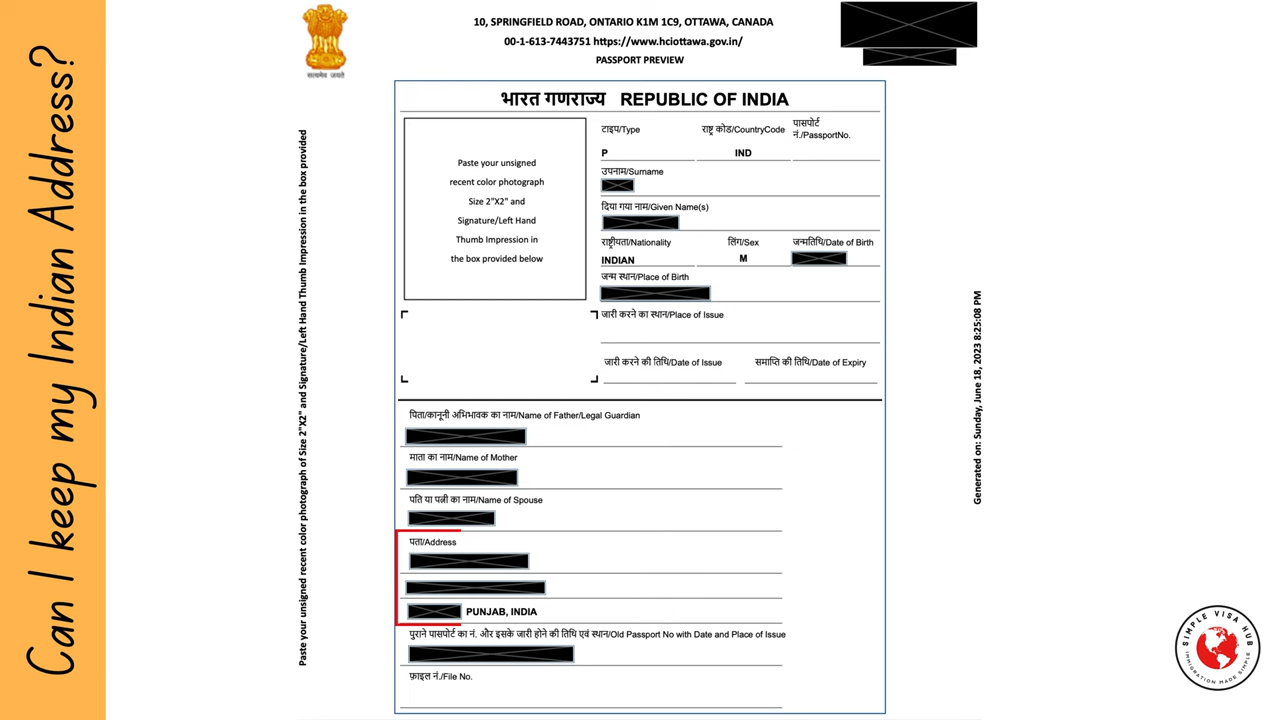 Can I keep my Indian Address?
सत्यमेव जयते
10, SPRINGFIELD ROAD, ONTARIO K1M 1C9, OTTAWA, CANADA
00-1-613-7443751 https://www.hciottawa.gov.in/
PASSPORT PREVIEW
Paste your unsigned recent color photograph of Size 2"X2" and Signature/Left Hand Thumb Impression in the box provided
भारत गणराज्य REPUBLIC OF INDIA
Paste your unsigned
recent color photograph
Size 2"X2" and
Signature/Left Hand
Thumb Impression in
the box provided below
टाइप/Type राष्ट्र कोड/CountryCode पासपोर्ट
नं./PassportNo.
P IND
उपनाम/Surname
दिया गया नाम/Given Name(s)
राष्ट्रीयता/Nationality लिंग/Sex जन्मतिथि/Date of Birth
INDIAN M
जन्म स्थान/Place of Birth
जारी करने का स्थान/Place of Issue
जारी करने की तिथि/Date of Issue समाप्ति की तिथि/Date of Expiry
पिता/कानूनी अभिभावक का नाम/Name of Father/Legal Guardian
माता का नाम/Name of Mother
पति या पत्नी का नाम/Name of Spouse
पता/Address
PUNJAB, INDIA
पुराने पासपोर्ट का नं. और इसके जारी होने की तिथि एवं स्थान/Old Passport No with Date and Place of Issue
फ़ाइल नं./File No.
Generated on: Sunday, June 18, 2023 8:25:08 PM
SIMPLE VISA HUB
IMMIGRATION MADE SIMPLE